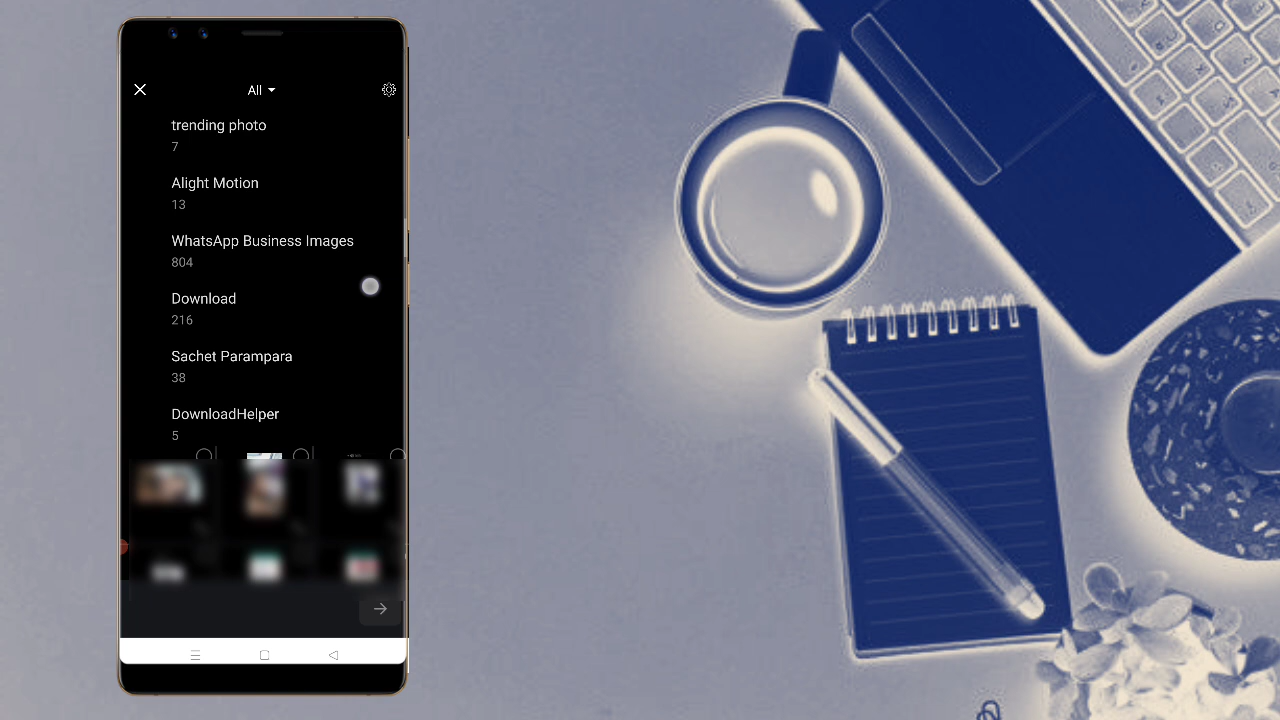 All
trending photo
7
Alight Motion
13
WhatsApp Business Images
804
Download
216
Sachet Parampara
38
DownloadHelper
5